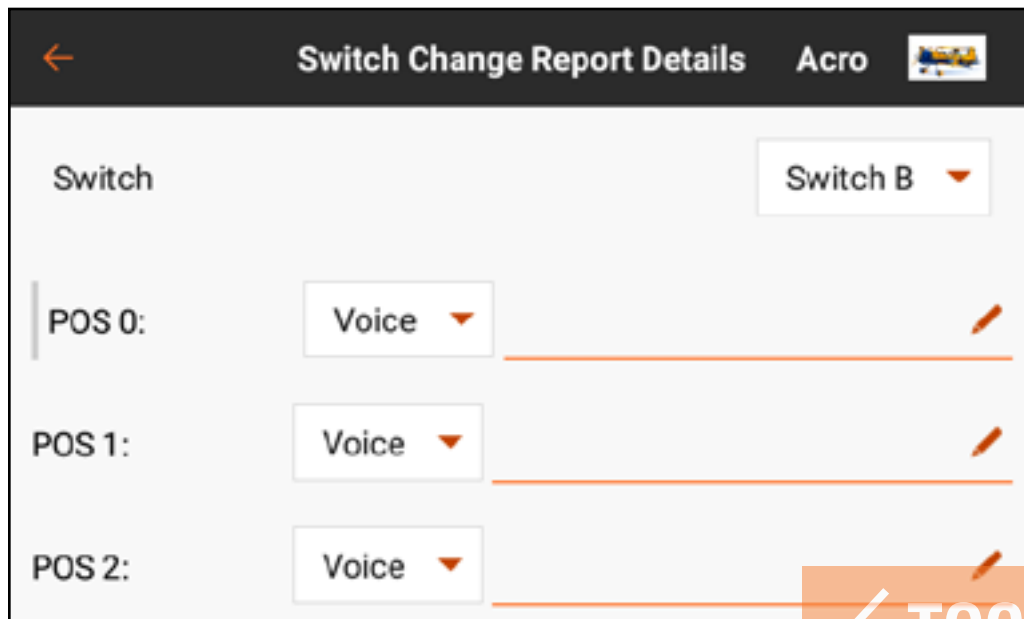 Switch Change Report Details Acro
Switch Switch B
POS 0: Voice
POS 1: Voice
POS 2: Voice